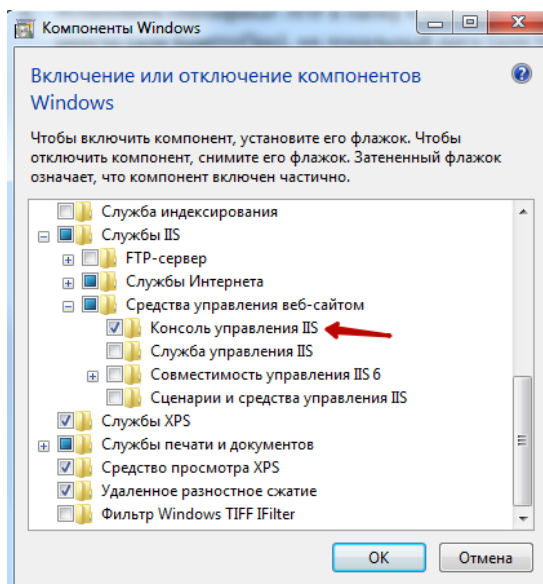 Компоненты Windows
Включение или отключение компонентов
Windows
Чтобы включить компонент, установите его флажок. Чтобы
отключить компонент, снимите его флажок. Затененный флажок
означает, что компонент включен частично.
Служба индексирования
Службы IIS
FTP-сервер
Службы Интернета
Средства управления веб-сайтом
Консоль управления IIS
Служба управления IIS
Совместимость управления IIS 6
Сценарии и средства управления IIS
Службы XPS
Службы печати и документов
Средство просмотра XPS
Удаленное разностное сжатие
Фильтр Windows TIFF IFilter
OK
Отмена